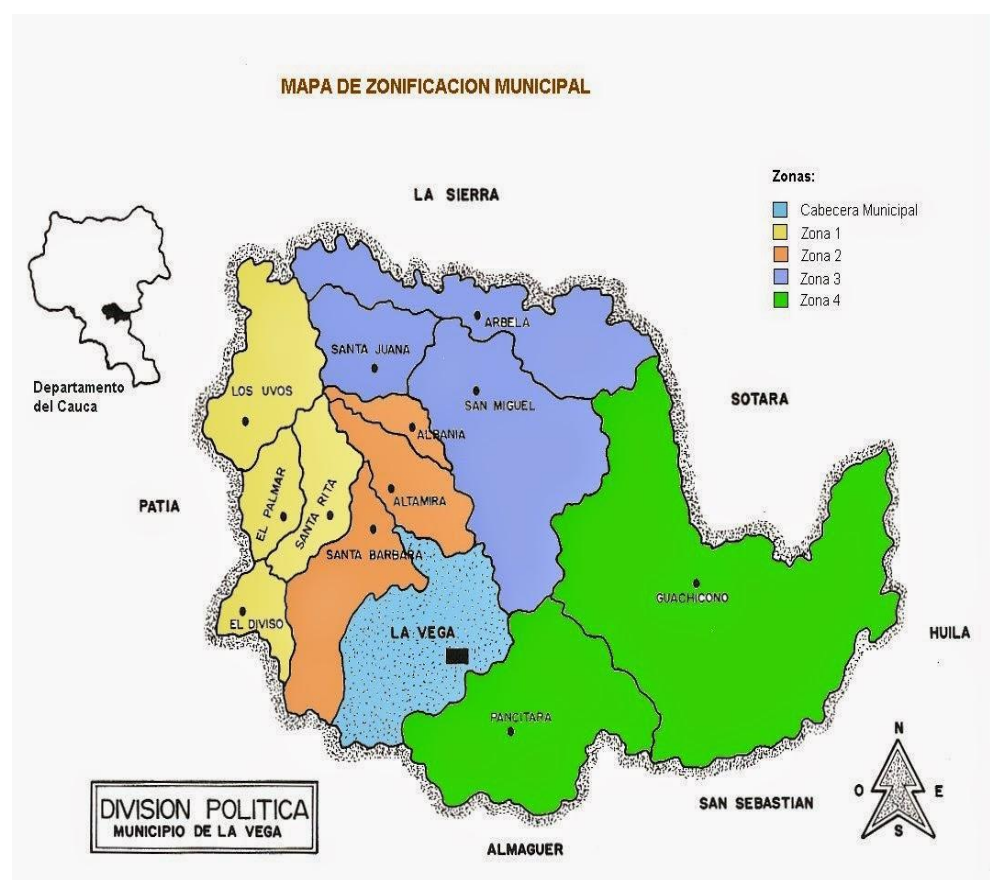 MAPA DE ZONIFICACION MUNICIPAL
LA SIERRA
Zonas:
Cabecera Municipal
Zona 1
Zona 2
Zona 3
Zona 4
Departamento
del Cauca
ARBELA
SANTA JUANA
LOS UVOS
SAN MIGUEL
SOTARA
ALBANIA
PATIA
EL PALMAR
SANTA RITA
ALTAMIRA
SANTA BARBARA
GUACHICONO
EL DIVISO
LA VEGA
HUILA
PANCITARA
N
O
E
S
DIVISION POLITICA
MUNICIPIO DE LA VEGA
SAN SEBASTIAN
ALMAGUER